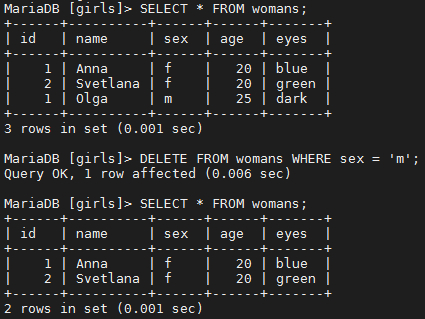 MariaDB [girls]> SELECT * FROM womans;
+------+----------+------+------+-------+
| id   | name     | sex  | age  | eyes  |
+------+----------+------+------+-------+
|    1 | Anna     | f    |   20 | blue  |
|    2 | Svetlana | f    |   20 | green |
|    1 | Olga     | m    |   25 | dark  |
+------+----------+------+------+-------+
3 rows in set (0.001 sec)

MariaDB [girls]> DELETE FROM womans WHERE sex = 'm';
Query OK, 1 row affected (0.006 sec)

MariaDB [girls]> SELECT * FROM womans;
+------+----------+------+------+-------+
| id   | name     | sex  | age  | eyes  |
+------+----------+------+------+-------+
|    1 | Anna     | f    |   20 | blue  |
|    2 | Svetlana | f    |   20 | green |
+------+----------+------+------+-------+
2 rows in set (0.001 sec)